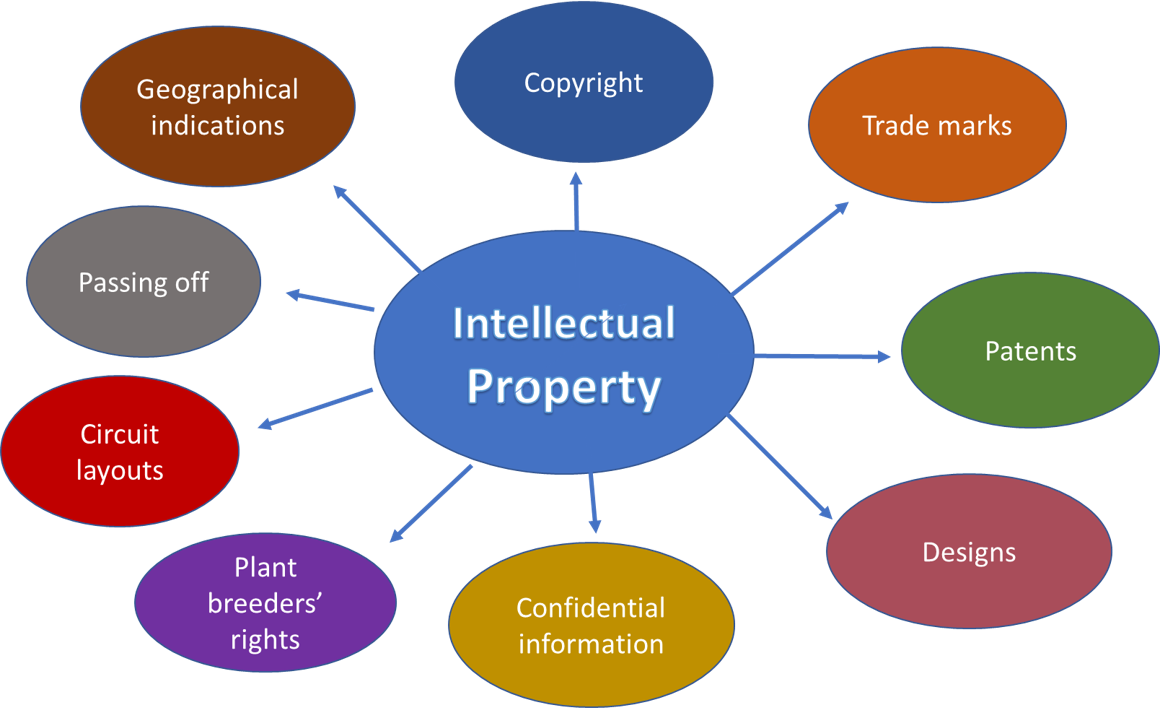 Copyright
Geographical
indications
Trade marks
Passing off
Intellectual
Property
Patents
Circuit
layouts
Designs
Plant
breeders’
rights
Confidential
information